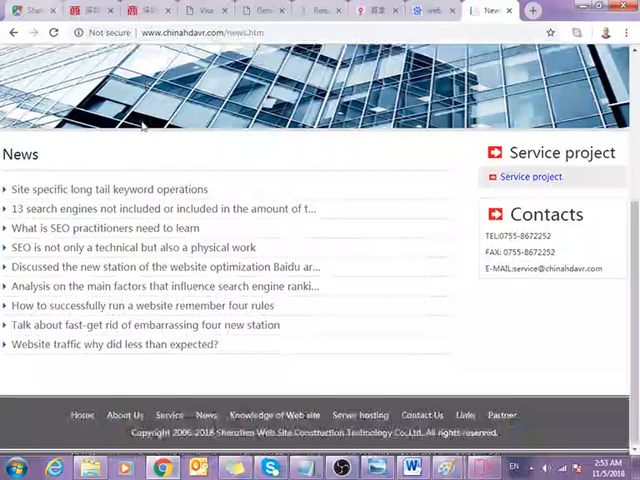 Visa
Gen
Req
web
New
Not secure
www.chinahdavr.com/news.htm
News
Site specific long tail keyword operations
13 search engines not included or included in the amount of t...
What is SEO practitioners need to learn
SEO is not only a technical but also a physical work
Discussed the new station of the website optimization Baidu ar...
Analysis on the main factors that influence search engine ranki...
How to successfully run a website remember four rules
Talk about fast-get rid of embarrassing four new station
Website traffic why did less than expected?
Service project
Service project
Contacts
TEL:0755-8672252
FAX: 0755-8672252
E-MAIL:service@chinahdavr.com
Home About Us Service News Knowledge of Web site Server hosting Contact Us Links Partner
Copyright 2006-2018 Shenzhen Web Site Construction Technology Co,Ltd, All rights reserved.
EN
2:53 AM
11/5/2018